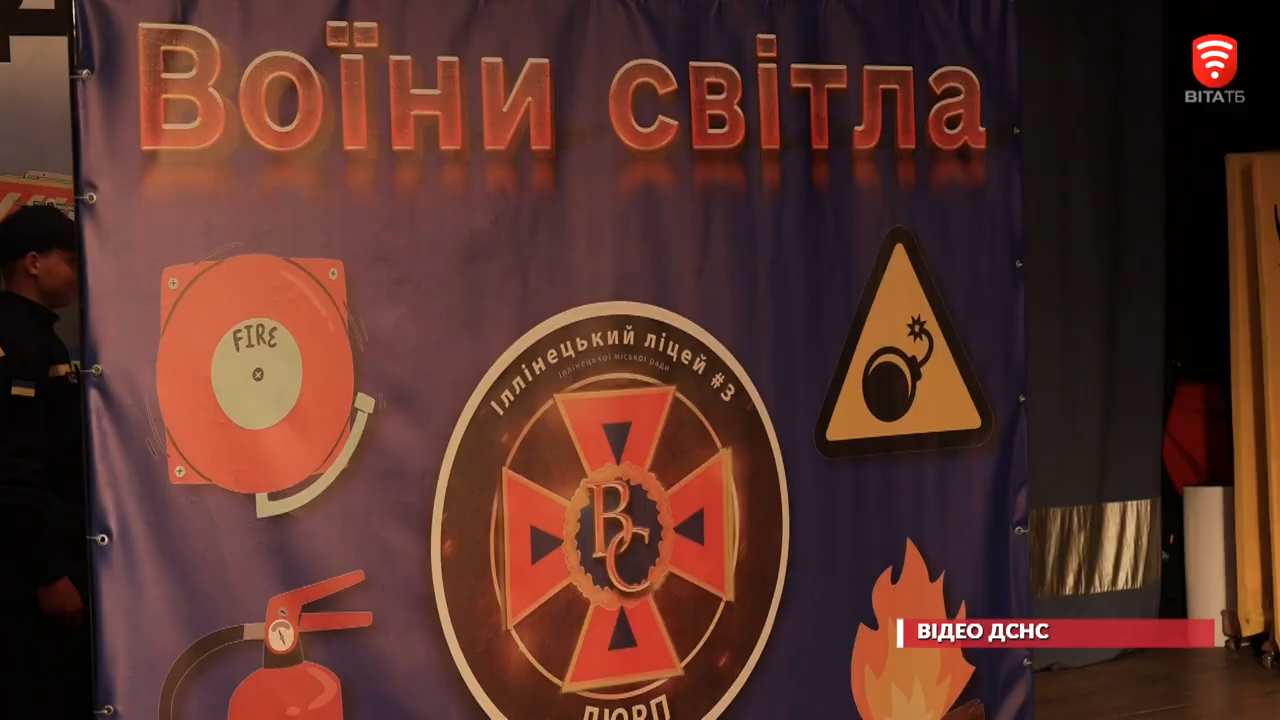 Воїни світла
ВІТАТБ
FIRE
Іллінецький ліцей #3
Іллінецької міської ради
ВС
ДЮРП
ВІДЕО ДСНС